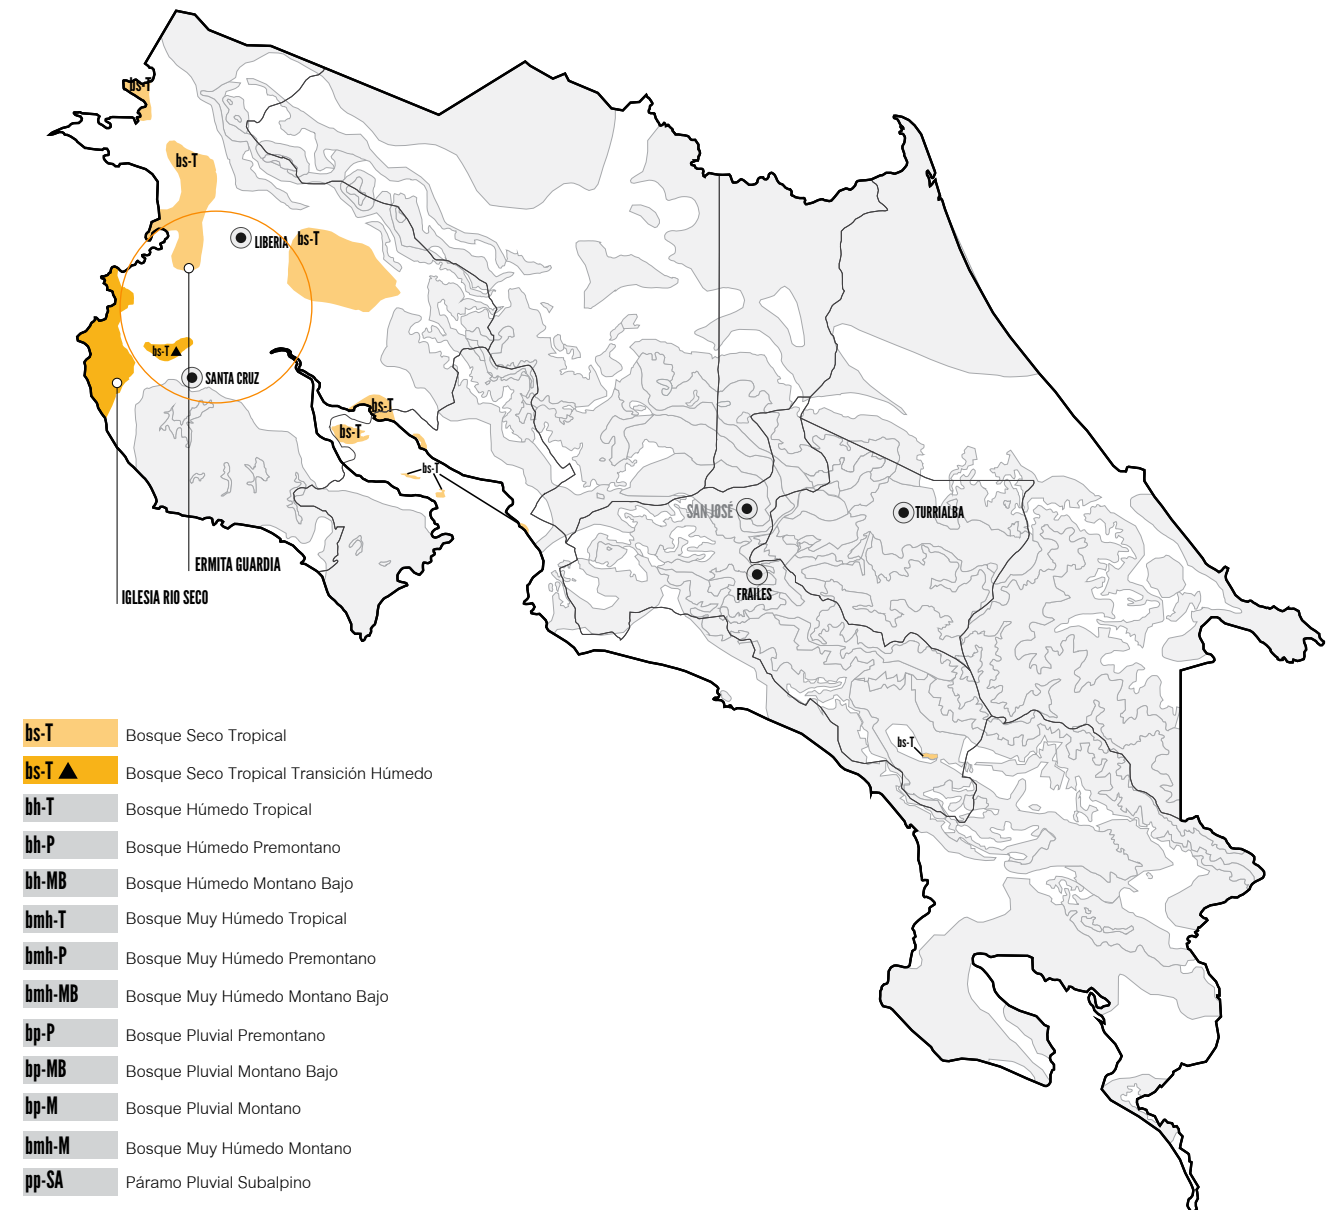 bs-T
bs-T
LIBERIA
bs-T
bs-T ▲
SANTA CRUZ
bs-T
bs-T
bs-T
SAN JOSÉ
TURRIALBA
ERMITA GUARDIA
FRAILES
IGLESIA RIO SECO
bs-T
bs-T Bosque Seco Tropical
bs-T ▲ Bosque Seco Tropical Transición Húmedo
bh-T Bosque Húmedo Tropical
bh-P Bosque Húmedo Premontano
bh-MB Bosque Húmedo Montano Bajo
bmh-T Bosque Muy Húmedo Tropical
bmh-P Bosque Muy Húmedo Premontano
bmh-MB Bosque Muy Húmedo Montano Bajo
bp-P Bosque Pluvial Premontano
bp-MB Bosque Pluvial Montano Bajo
bp-M Bosque Pluvial Montano
bmh-M Bosque Muy Húmedo Montano
pp-SA Páramo Pluvial Subalpino